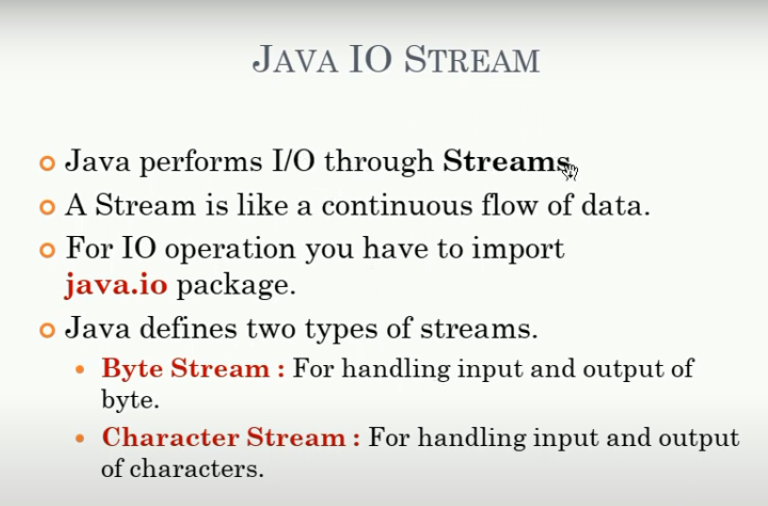 JAVA IO STREAM
Java performs I/O through Streams.
A Stream is like a continuous flow of data.
For IO operation you have to import
java.io package.
Java defines two types of streams.
Byte Stream : For handling input and output of
byte.
Character Stream : For handling input and output
of characters.